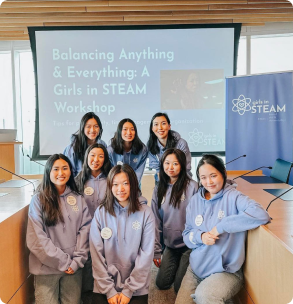 Balancing Anything
& Everything: A
Girls in STEAM
Workshop
girls in
STEAM